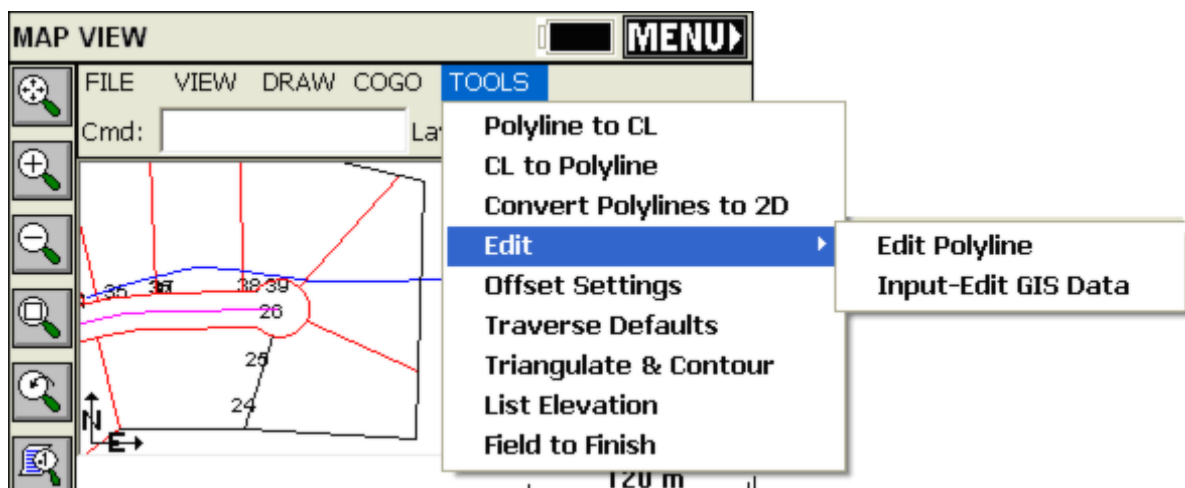 MAP VIEW MENU
FILE VIEW DRAW COGO TOOLS
Cmd: La
Polyline to CL
CL to Polyline
Convert Polylines to 2D
Edit
Edit Polyline
Input-Edit GIS Data
Offset Settings
Traverse Defaults
Triangulate & Contour
List Elevation
Field to Finish
35
38 39
26
25
24
N
E
120 m